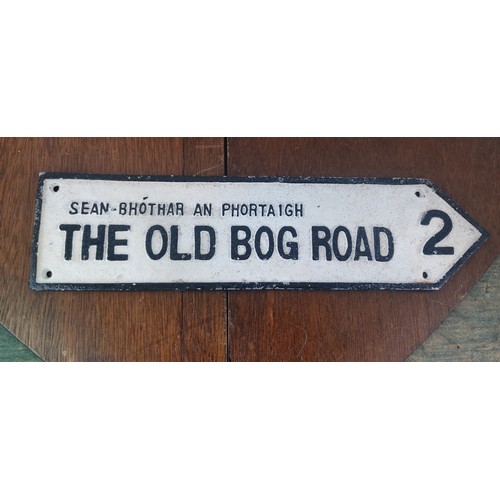 SEAN-BHÓTHAR AN PHORTAIGH
THE OLD BOG ROAD 2